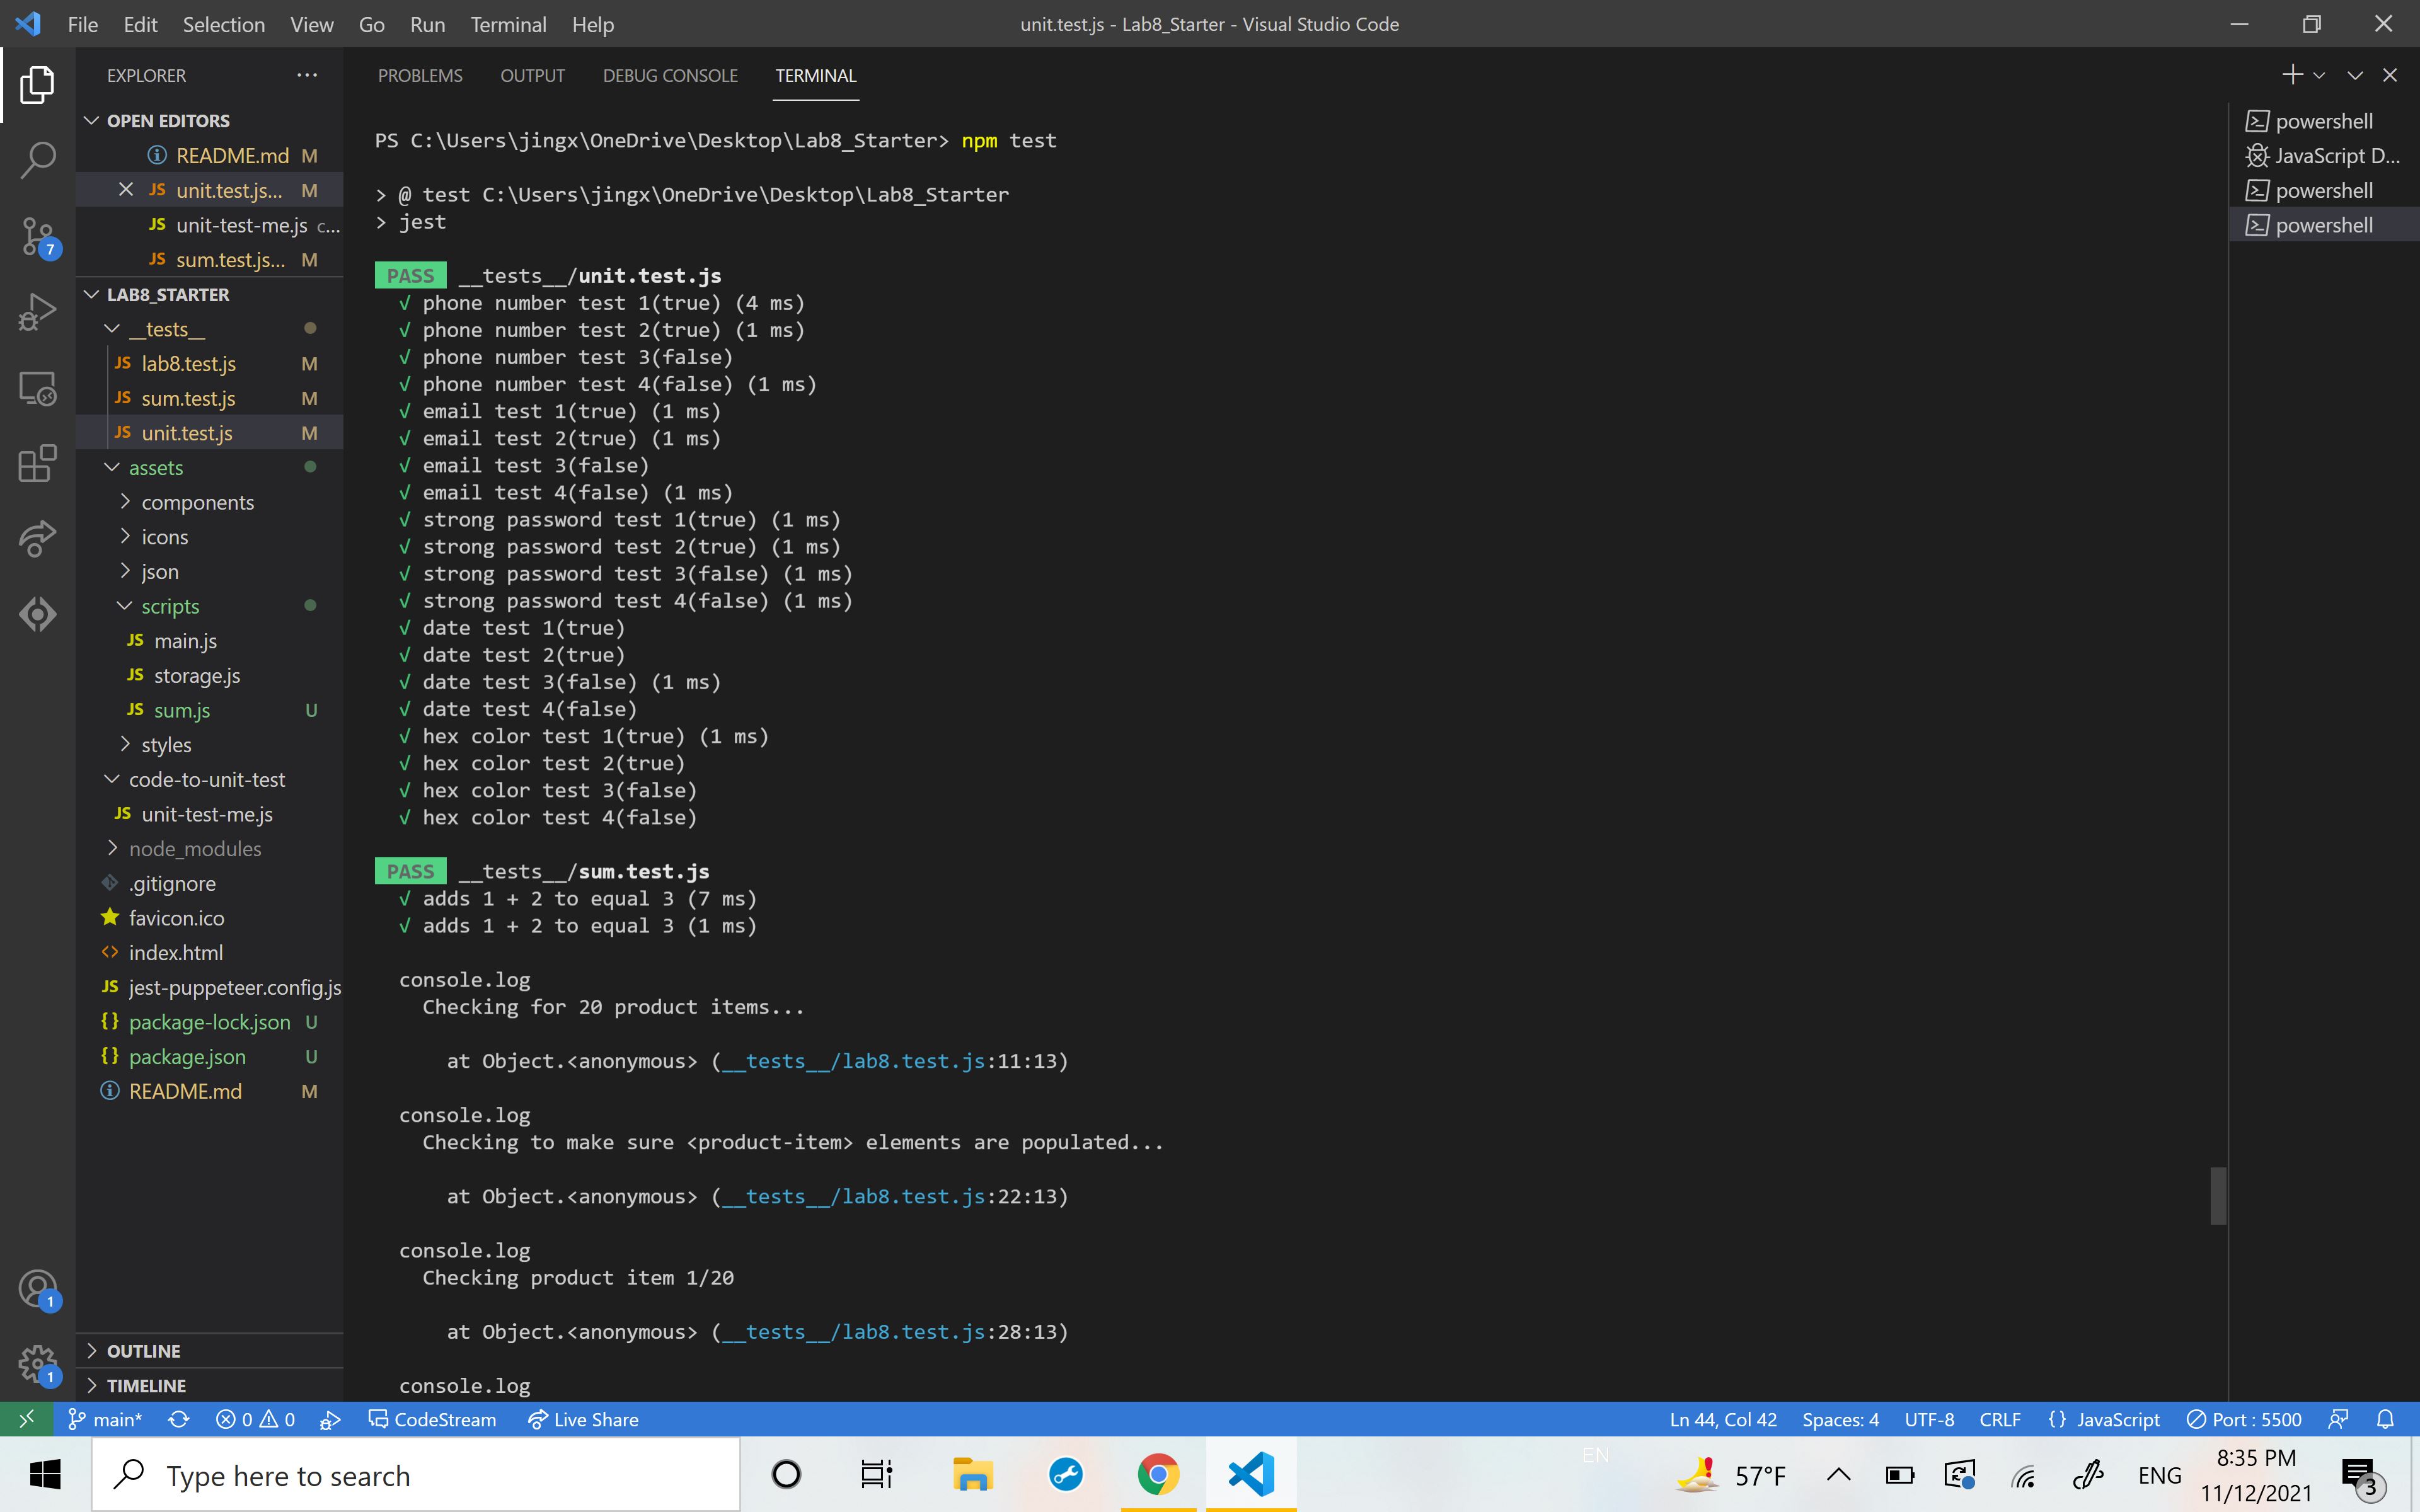 File Edit Selection View Go Run Terminal Help
unit.test.js - Lab8_Starter - Visual Studio Code
EXPLORER
OPEN EDITORS
README.md M
JS unit.test.js... M
JS unit-test-me.js c...
JS sum.test.js... M
LAB8_STARTER
__tests__
JS lab8.test.js M
JS sum.test.js M
JS unit.test.js M
assets
components
icons
json
scripts
JS main.js
JS storage.js
JS sum.js U
styles
code-to-unit-test
JS unit-test-me.js
node_modules
.gitignore
favicon.ico
index.html
JS jest-puppeteer.config.js
{} package-lock.json U
{} package.json U
README.md M
OUTLINE
TIMELINE
7
1
1
PROBLEMS OUTPUT DEBUG CONSOLE TERMINAL
PS C:\Users\jingx\OneDrive\Desktop\Lab8_Starter> npm test
> @ test C:\Users\jingx\OneDrive\Desktop\Lab8_Starter
> jest
PASS __tests__/unit.test.js
√ phone number test 1(true) (4 ms)
√ phone number test 2(true) (1 ms)
√ phone number test 3(false)
√ phone number test 4(false) (1 ms)
√ email test 1(true) (1 ms)
√ email test 2(true) (1 ms)
√ email test 3(false)
√ email test 4(false) (1 ms)
√ strong password test 1(true) (1 ms)
√ strong password test 2(true) (1 ms)
√ strong password test 3(false) (1 ms)
√ strong password test 4(false) (1 ms)
√ date test 1(true)
√ date test 2(true)
√ date test 3(false) (1 ms)
√ date test 4(false)
√ hex color test 1(true) (1 ms)
√ hex color test 2(true)
√ hex color test 3(false)
√ hex color test 4(false)
PASS __tests__/sum.test.js
√ adds 1 + 2 to equal 3 (7 ms)
√ adds 1 + 2 to equal 3 (1 ms)
console.log
Checking for 20 product items...
at Object.<anonymous> (__tests__/lab8.test.js:11:13)
console.log
Checking to make sure <product-item> elements are populated...
at Object.<anonymous> (__tests__/lab8.test.js:22:13)
console.log
Checking product item 1/20
at Object.<anonymous> (__tests__/lab8.test.js:28:13)
console.log
powershell
JavaScript D...
powershell
powershell
main* 0 0 CodeStream Live Share
Ln 44, Col 42 Spaces: 4 UTF-8 CRLF {} JavaScript Port : 5500
Type here to search
EN
57°F
ENG
8:35 PM
11/12/2021
3